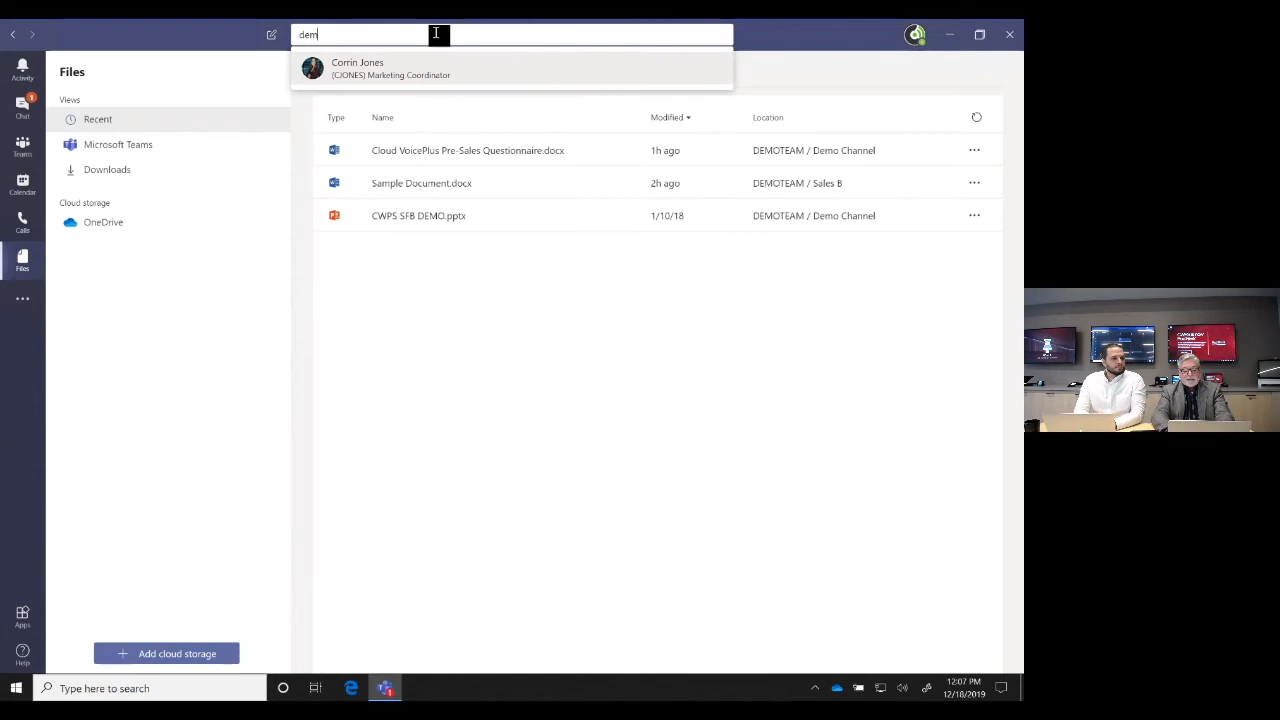 dem
Corrin Jones
(CJONES) Marketing Coordinator
Activity
Chat
1
Teams
Calendar
Calls
Files
Apps
Help
Files
Views
Recent
Microsoft Teams
Downloads
Cloud storage
OneDrive
Add cloud storage
Type Name Modified Location
Cloud VoicePlus Pre-Sales Questionnaire.docx 1h ago DEMOTEAM / Demo Channel
Sample Document.docx 2h ago DEMOTEAM / Sales B
CWPS SFB DEMO.pptx 1/10/18 DEMOTEAM / Demo Channel
Type here to search
12:07 PM
12/18/2019